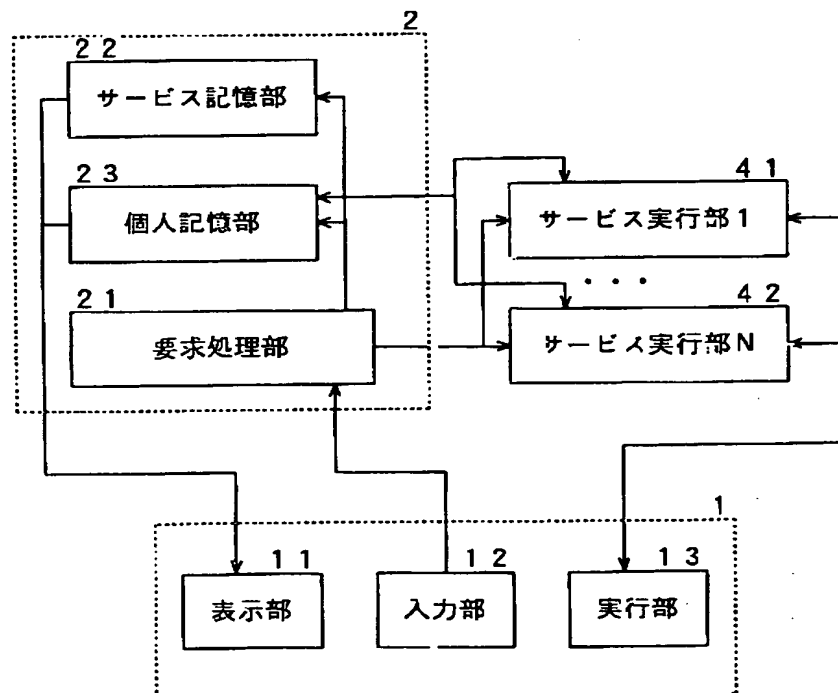 2
22
サービス記憶部
23
個人記憶部
21
要求処理部
41
サービス実行部1
・・・
42
サービス実行部N
1
11
表示部
12
入力部
13
実行部